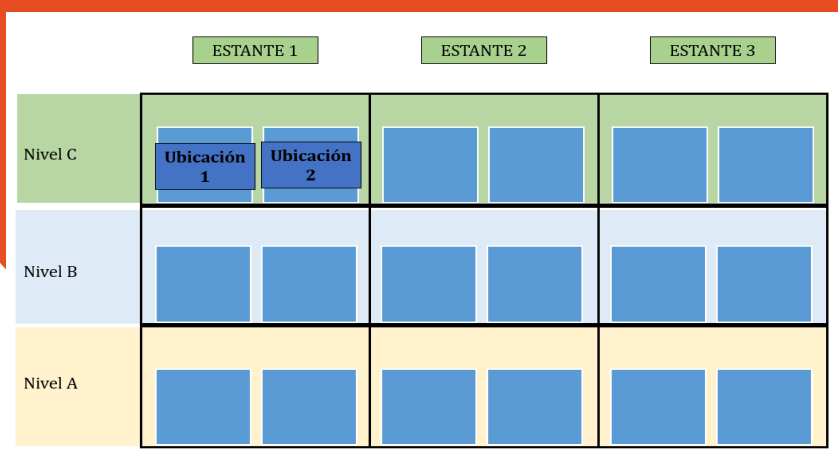 ESTANTE 1
ESTANTE 2
ESTANTE 3
Nivel C
Ubicación
1
Ubicación
2
Nivel B
Nivel A